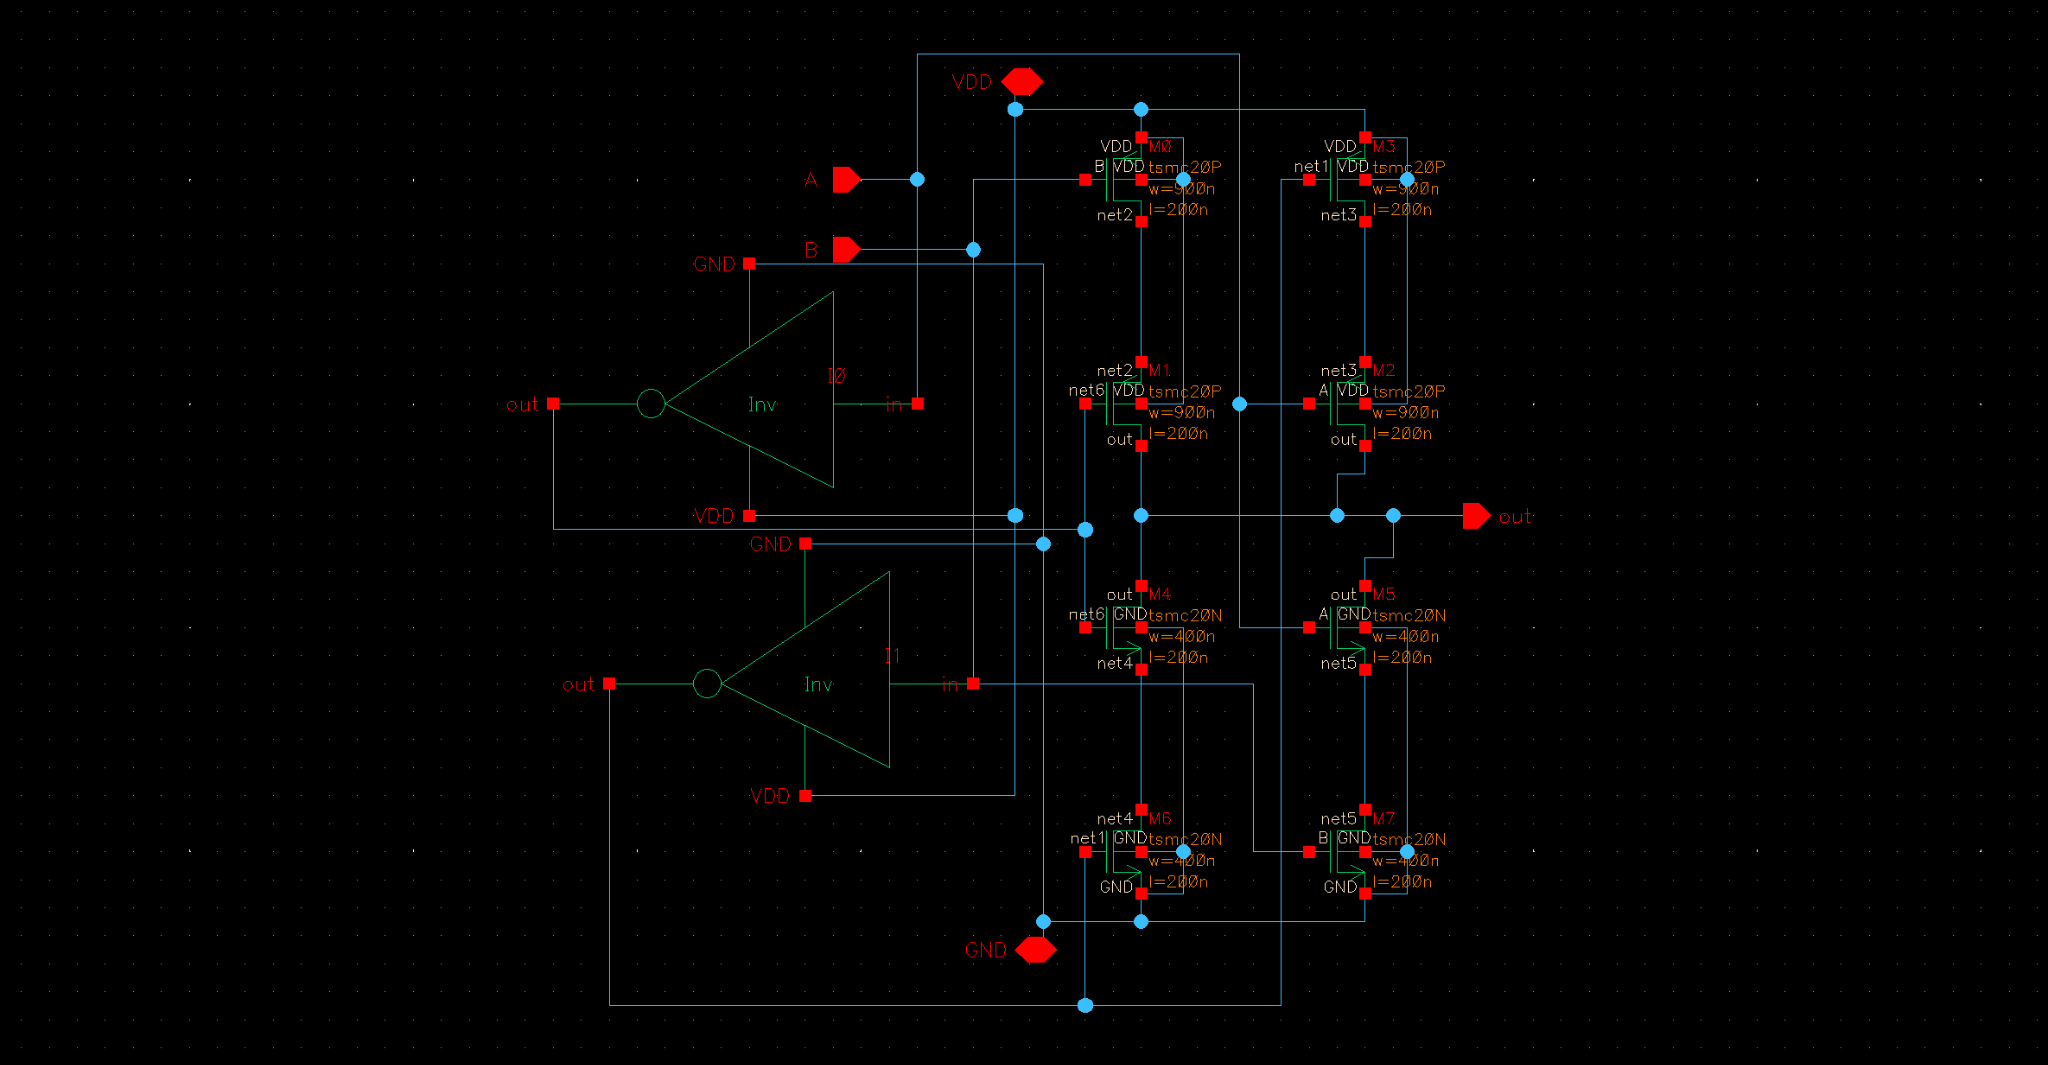 VDD
A
B
GND
I0
Inv
in
out
VDD
GND
I1
Inv
in
out
VDD
VDD
M0
B
VDD
tsmc20P
w=900n
l=200n
net2
VDD
M3
net1
VDD
tsmc20P
w=900n
l=200n
net3
net2
M1
net6
VDD
tsmc20P
w=900n
l=200n
out
net3
M2
A
VDD
tsmc20P
w=900n
l=200n
out
out
out
M4
net6
GND
tsmc20N
w=400n
l=200n
net4
out
M5
A
GND
tsmc20N
w=400n
l=200n
net5
net4
M6
net1
GND
tsmc20N
w=400n
l=200n
GND
net5
M7
B
GND
tsmc20N
w=400n
l=200n
GND
GND